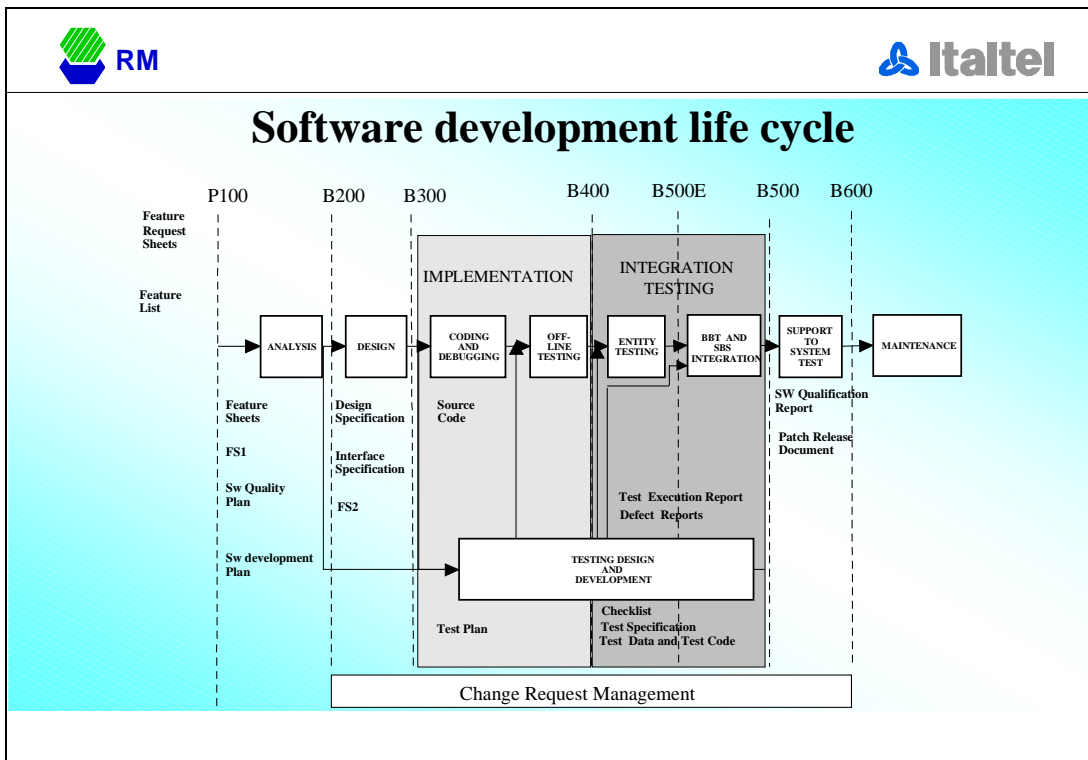 RM
Italtel
Software development life cycle
P100
B200
B300
B400
B500E
B500
B600
Feature
Request
Sheets
Feature
List
IMPLEMENTATION
INTEGRATION
TESTING
ANALYSIS
DESIGN
CODING
AND
DEBUGGING
OFF-
LINE
TESTING
ENTITY
TESTING
BBT AND
SBS
INTEGRATION
SUPPORT
TO
SYSTEM
TEST
MAINTENANCE
Feature
Sheets
FS1
Sw Quality
Plan
Sw development
Plan
Design
Specification
Interface
Specification
FS2
Source
Code
SW Qualification
Report
Patch Release
Document
Test Execution Report
Defect Reports
TESTING DESIGN
AND
DEVELOPMENT
Test Plan
Checklist
Test Specification
Test Data and Test Code
Change Request Management